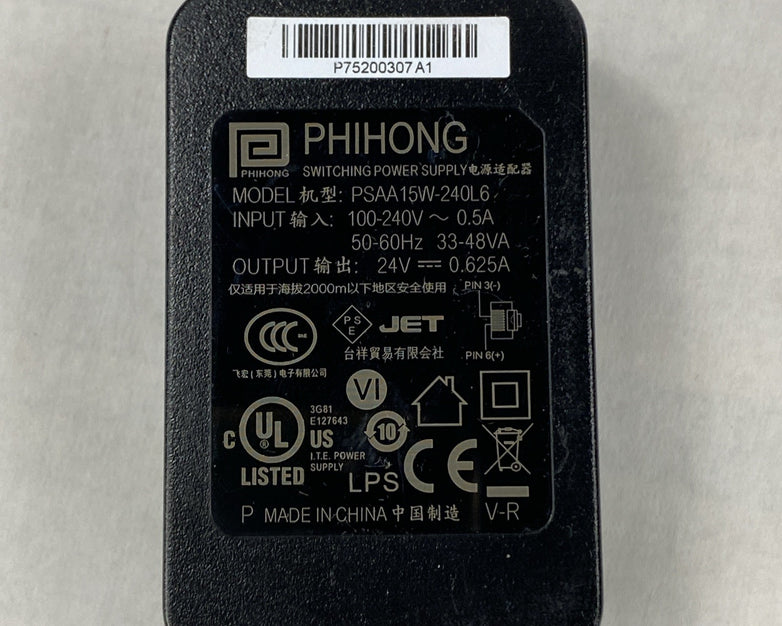 P75200307A1
PHIHONG
PHIHONG
SWITCHING POWER SUPPLY电源适配器
MODEL 机型: PSAA15W-240L6
INPUT 输入: 100-240V ~ 0.5A
50-60Hz 33-48VA
OUTPUT 输出: 24V ⎓ 0.625A
仅适用于海拔2000m以下地区安全使用
PIN 3(-)
CCC
PSE
JET
台祥貿易有限会社
PIN 6(+)
飞宏(东莞)电子有限公司
VI
3G81
E127643
C UL ® US
LISTED
I.T.E. POWER
SUPPLY
10
LPS
CE
P MADE IN CHINA 中国制造 V-R